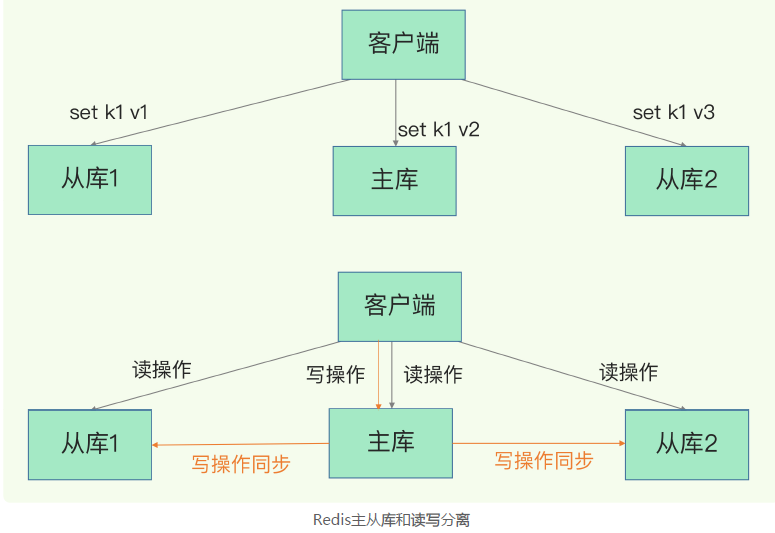 客户端
set k1 v1
set k1 v2
set k1 v3
从库1
主库
从库2
客户端
读操作
写操作
读操作
读操作
从库1
主库
从库2
写操作同步
写操作同步
Redis主从库和读写分离